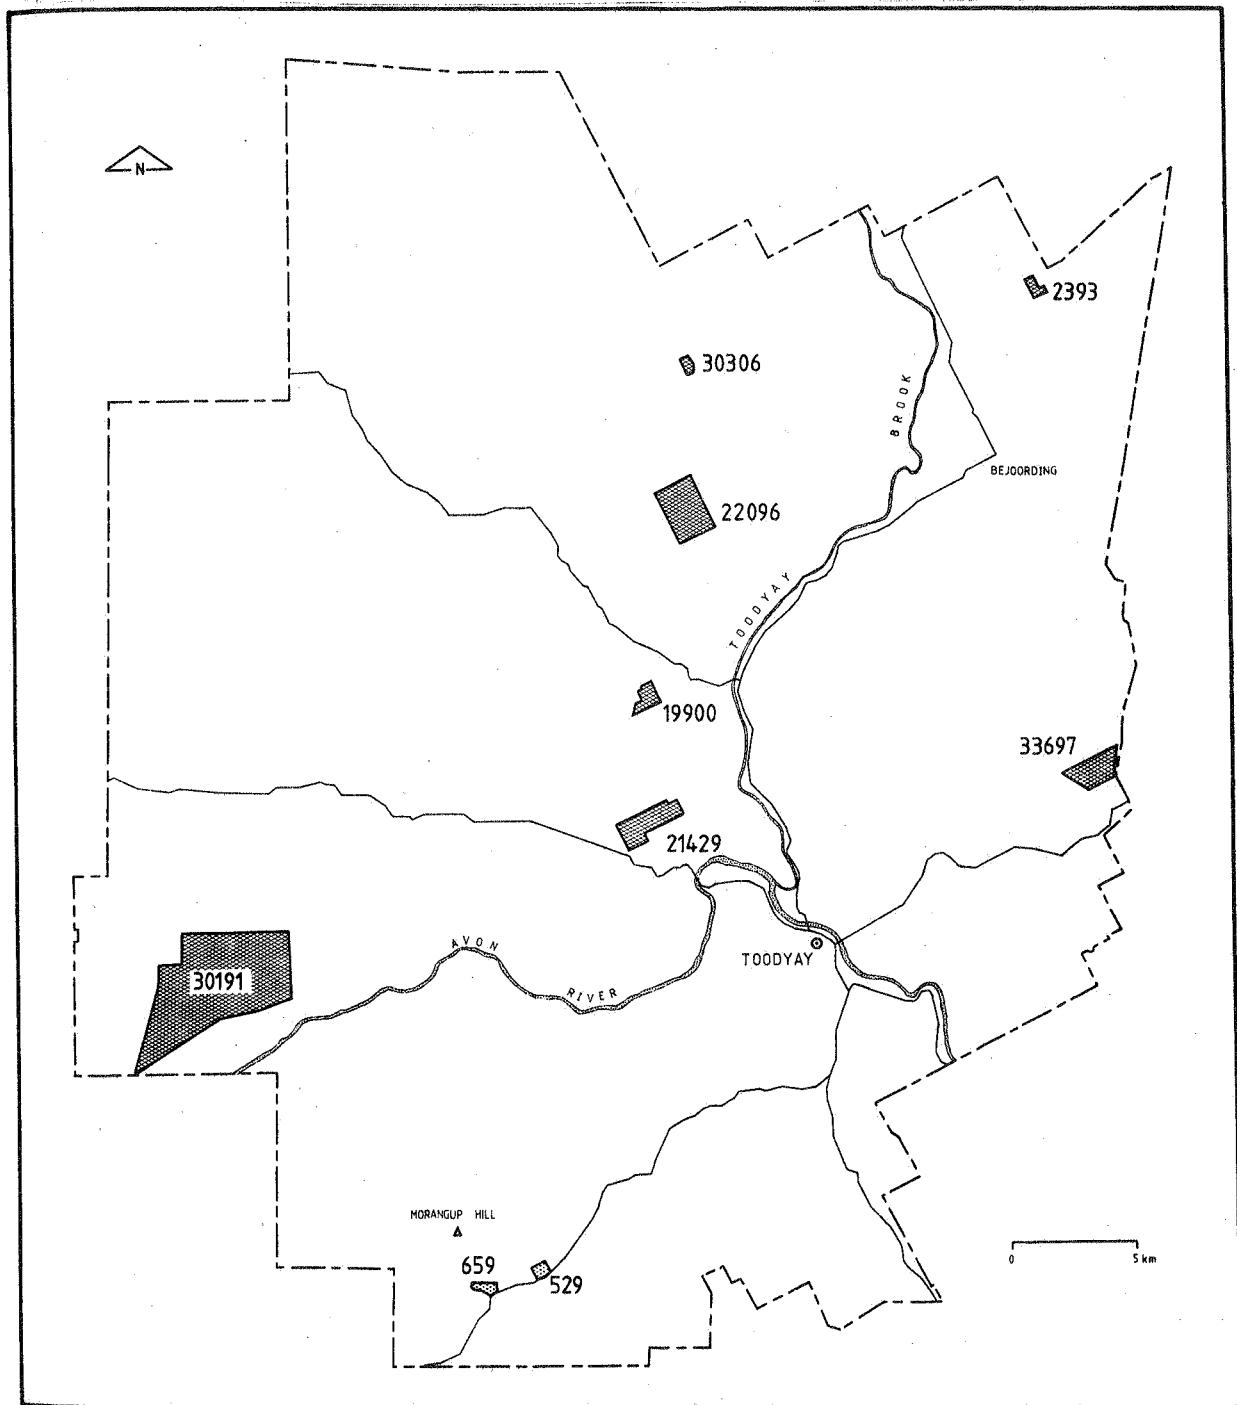 N
2393
30306
BROOK
BEJOORDING
22096
TOODYAY
19900
33697
21429
AVON
RIVER
TOODYAY
30191
MORANGUP HILL
659
529
0
5 km